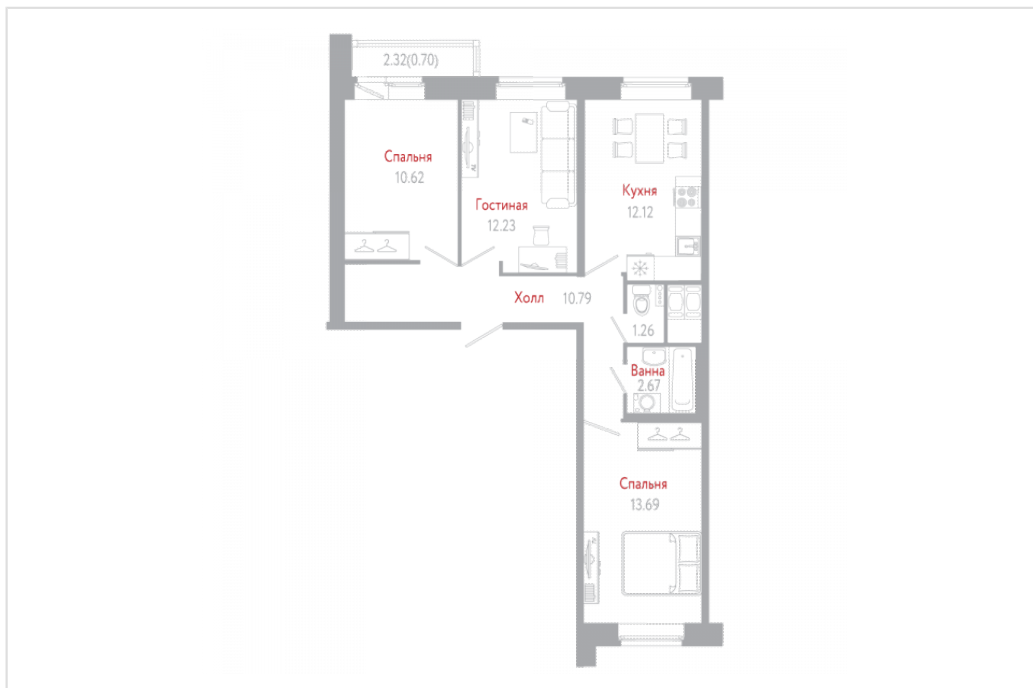 2.32(0.70)
Спальня
10.62
Гостиная
12.23
Кухня
12.12
Холл 10.79
1.26
Ванна
2.67
Спальня
13.69